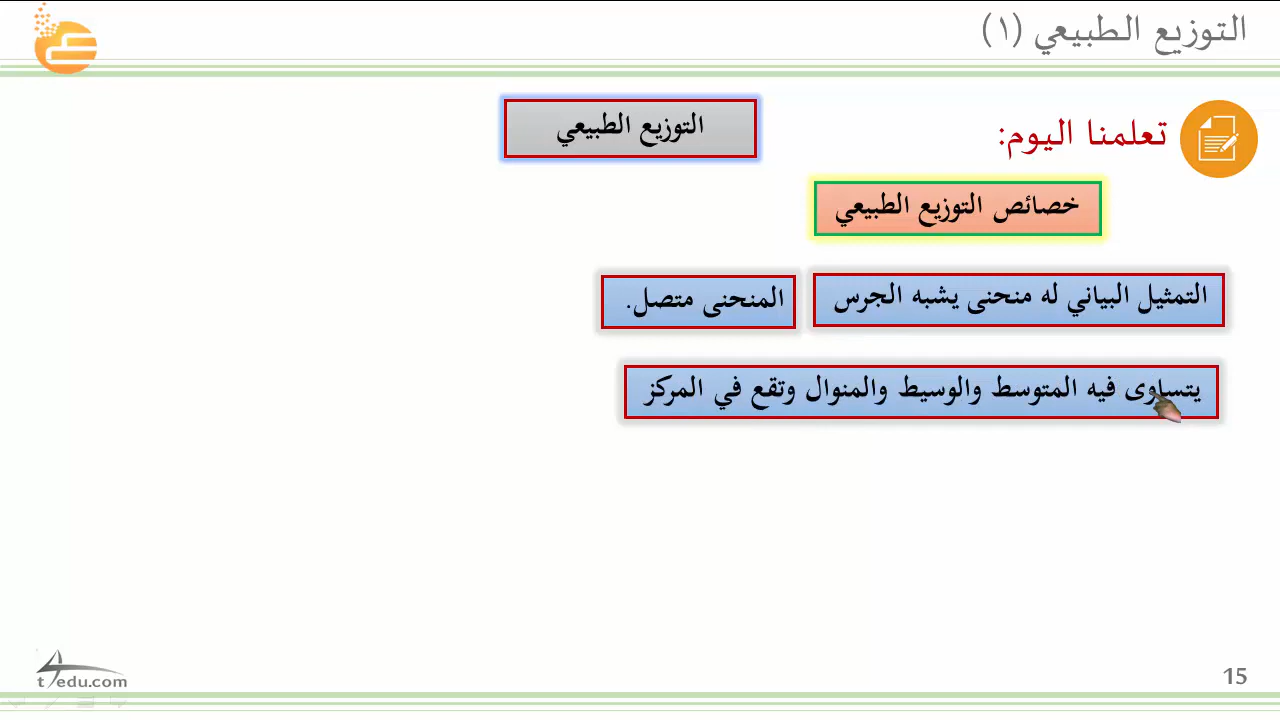 التوزيع الطبيعي (١)
تعلمنا اليوم:
التوزيع الطبيعي
خصائص التوزيع الطبيعي
التمثيل البياني له منحنى يشبه الجرس
المنحنى متصل.
يتساوى فيه المتوسط والوسيط والمنوال وتقع في المركز
t4edu.com
15